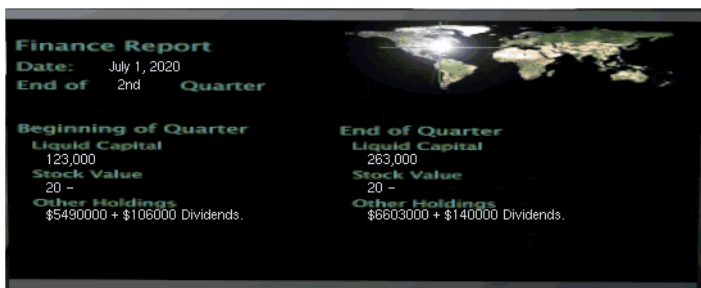 Finance Report
Date: July 1, 2020
End of 2nd Quarter
Beginning of Quarter
Liquid Capital
123,000
Stock Value
20 -
Other Holdings
$5490000 + $106000 Dividends.
End of Quarter
Liquid Capital
263,000
Stock Value
20 -
Other Holdings
$6603000 + $140000 Dividends.